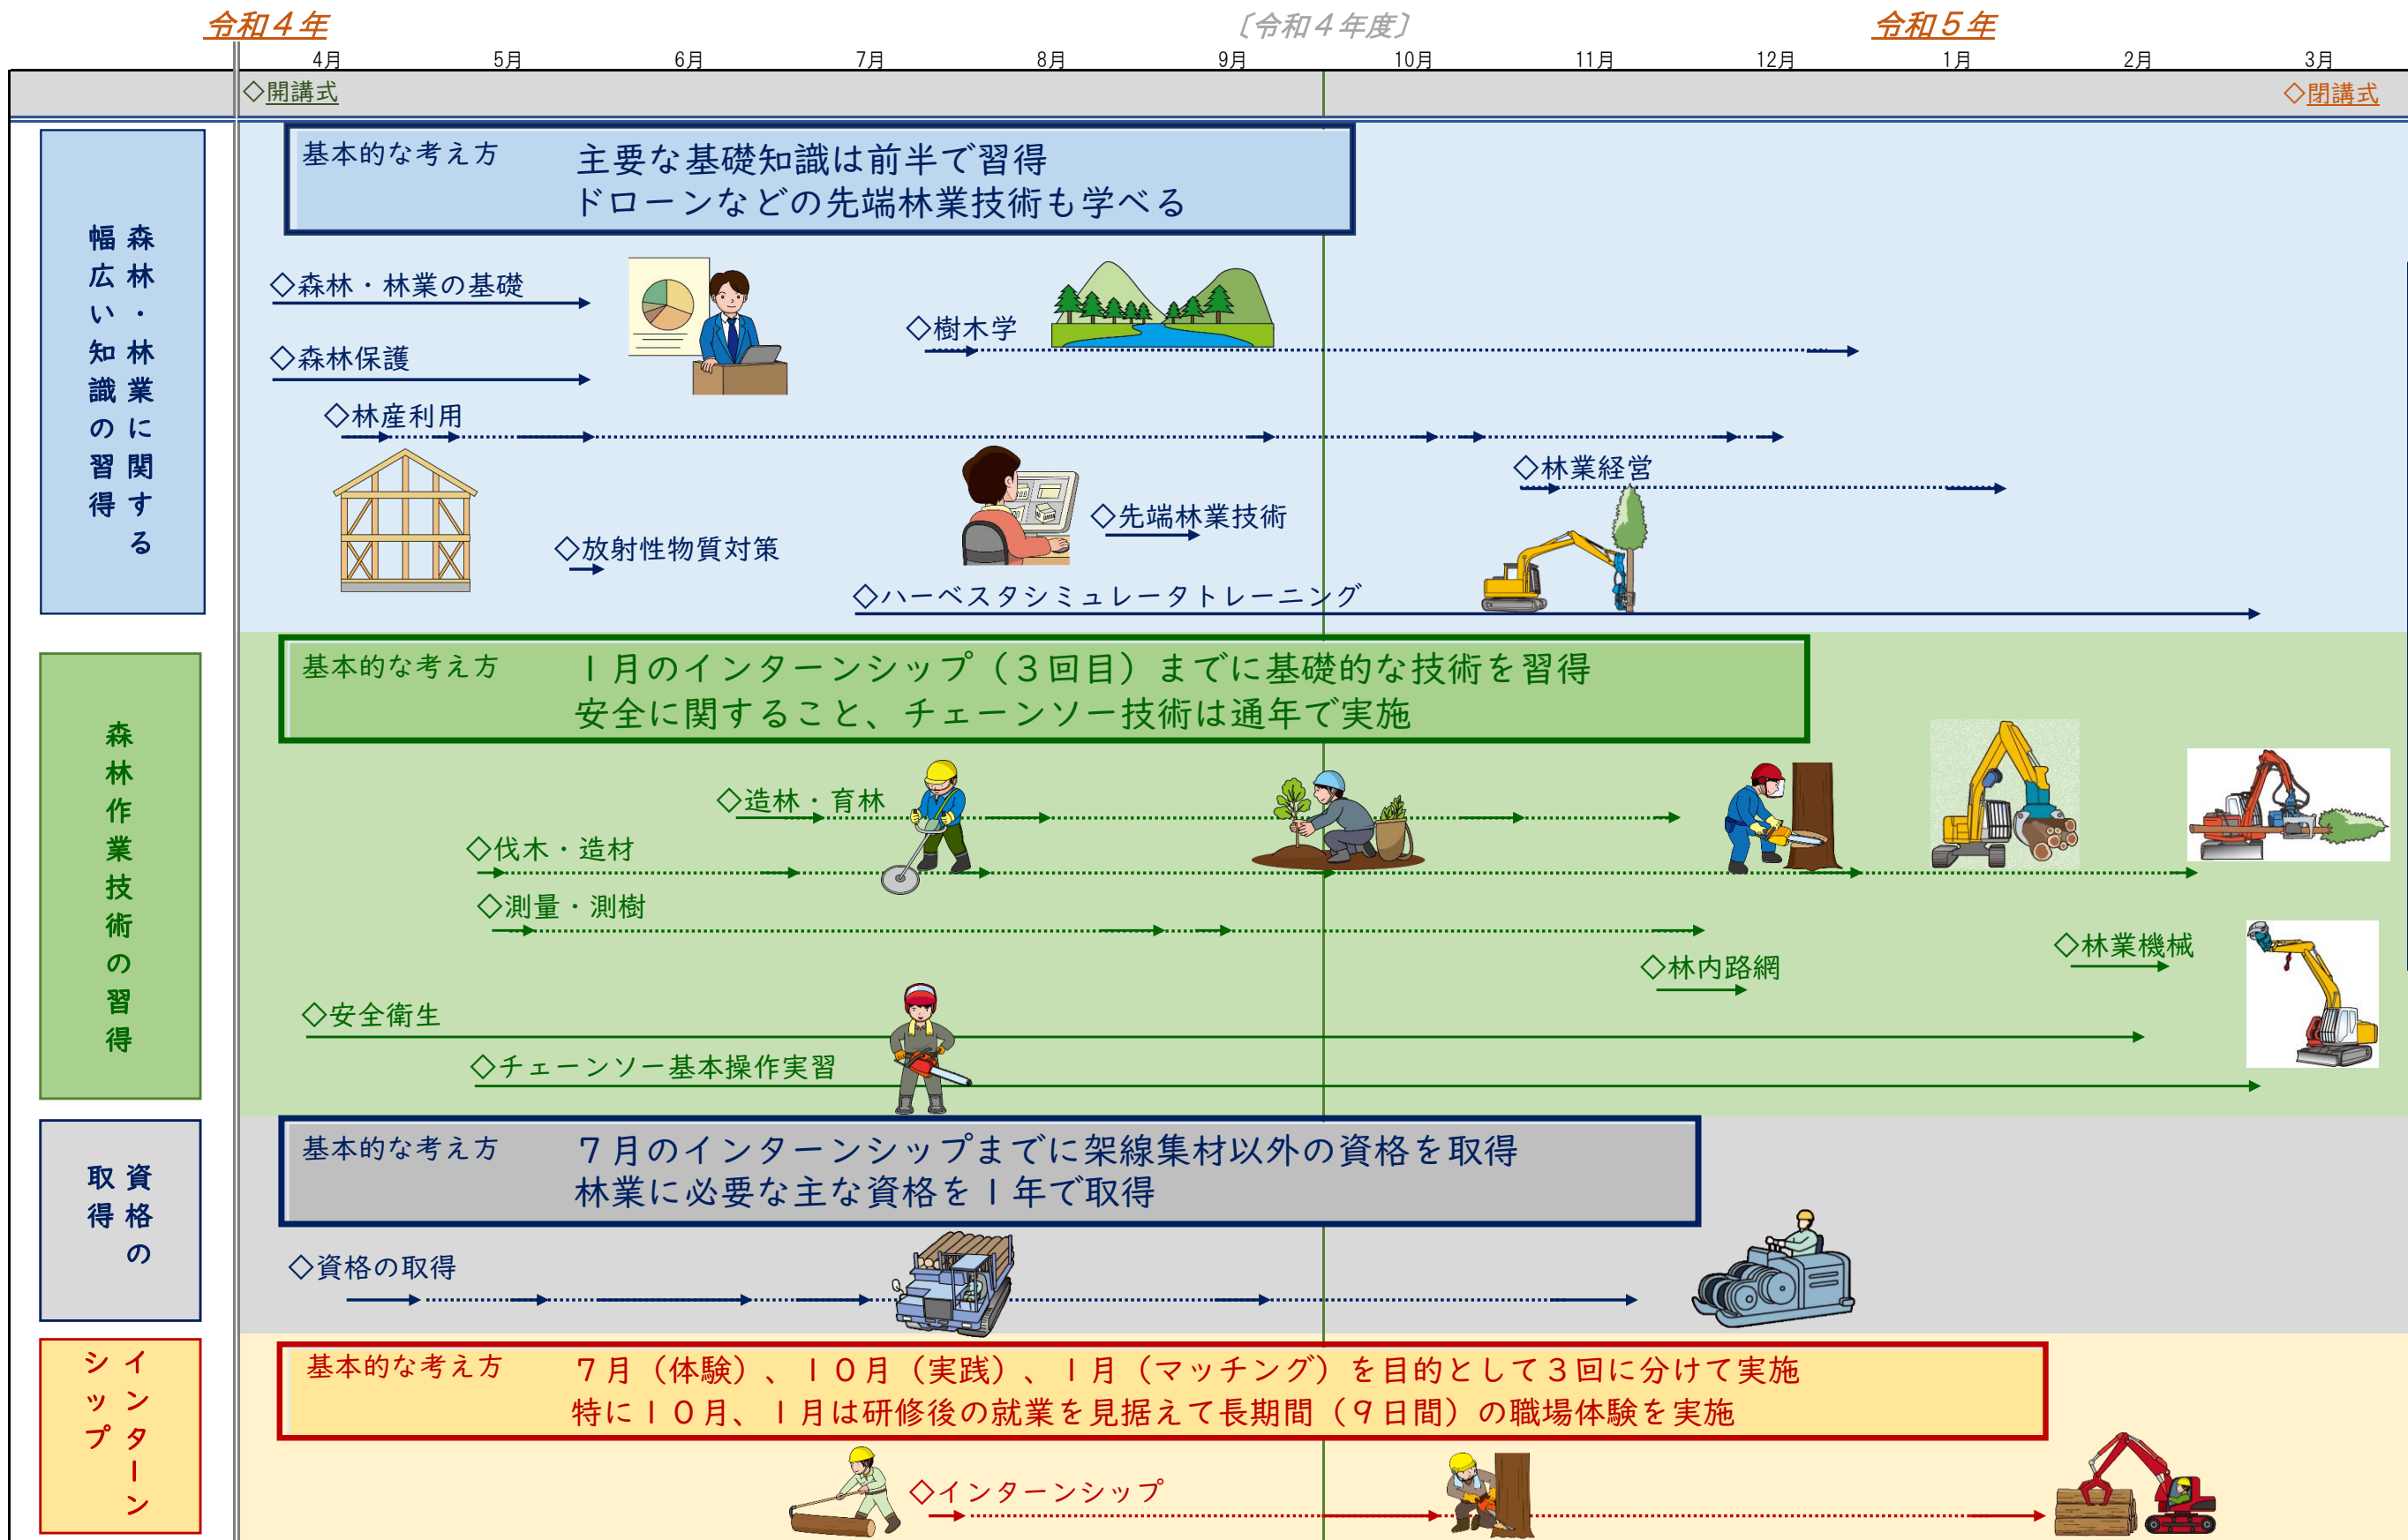 令和４年
〔令和４年度〕
令和５年
4月 5月 6月 7月 8月 9月 10月 11月 12月 1月 2月 3月
◇開講式
◇閉講式
森林・林業に関する
幅広い知識の習得
基本的な考え方
主要な基礎知識は前半で習得
ドローンなどの先端林業技術も学べる
◇森林・林業の基礎
◇樹木学
◇森林保護
◇林産利用
◇林業経営
◇先端林業技術
◇放射性物質対策
◇ハーベスタシミュレータトレーニング
森林作業技術の習得
基本的な考え方
１月のインターンシップ（３回目）までに基礎的な技術を習得
安全に関すること、チェーンソー技術は通年で実施
◇造林・育林
◇伐木・造材
◇測量・測樹
◇林業機械
◇林内路網
◇安全衛生
◇チェーンソー基本操作実習
資格の
取得
基本的な考え方
７月のインターンシップまでに架線集材以外の資格を取得
林業に必要な主な資格を１年で取得
◇資格の取得
インターン
シップ
基本的な考え方
７月（体験）、１０月（実践）、１月（マッチング）を目的として３回に分けて実施
特に１０月、１月は研修後の就業を見据えて長期間（９日間）の職場体験を実施
◇インターンシップ